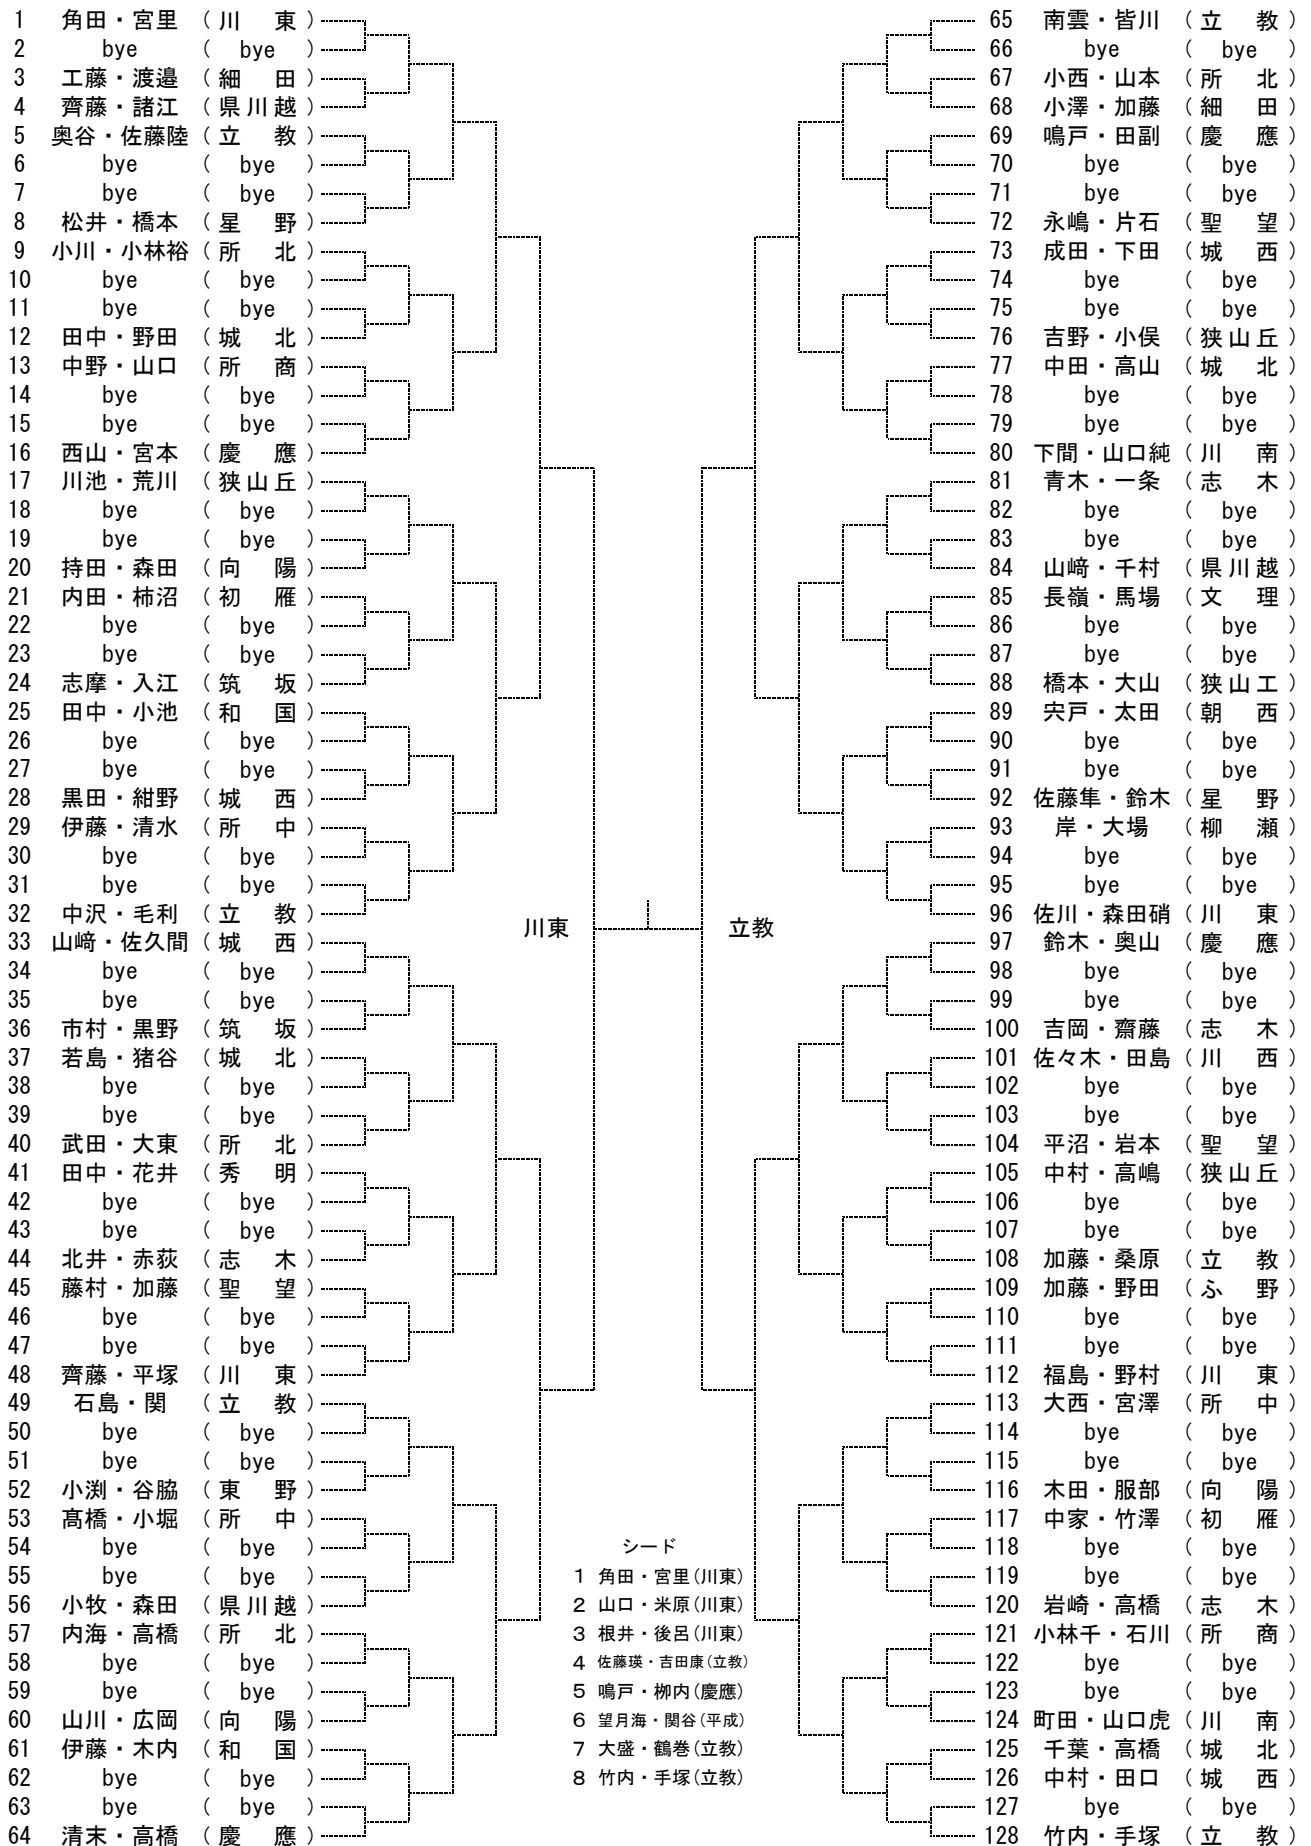 1 角田・宮里 (川 東)
2 bye ( bye )
3 工藤・渡邉 (細 田)
4 齊藤・諸江 (県川越)
5 奥谷・佐藤陸 (立 教)
6 bye ( bye )
7 bye ( bye )
8 松井・橋本 (星 野)
9 小川・小林裕 (所 北)
10 bye ( bye )
11 bye ( bye )
12 田中・野田 (城 北)
13 中野・山口 (所 商)
14 bye ( bye )
15 bye ( bye )
16 西山・宮本 (慶 應)
17 川池・荒川 (狭山丘)
18 bye ( bye )
19 bye ( bye )
20 持田・森田 (向 陽)
21 内田・柿沼 (初 雁)
22 bye ( bye )
23 bye ( bye )
24 志摩・入江 (筑 坂)
25 田中・小池 (和 国)
26 bye ( bye )
27 bye ( bye )
28 黒田・紺野 (城 西)
29 伊藤・清水 (所 中)
30 bye ( bye )
31 bye ( bye )
32 中沢・毛利 (立 教)
33 山﨑・佐久間 (城 西)
34 bye ( bye )
35 bye ( bye )
36 市村・黒野 (筑 坂)
37 若島・猪谷 (城 北)
38 bye ( bye )
39 bye ( bye )
40 武田・大東 (所 北)
41 田中・花井 (秀 明)
42 bye ( bye )
43 bye ( bye )
44 北井・赤荻 (志 木)
45 藤村・加藤 (聖 望)
46 bye ( bye )
47 bye ( bye )
48 齊藤・平塚 (川 東)
49 石島・関 (立 教)
50 bye ( bye )
51 bye ( bye )
52 小渕・谷脇 (東 野)
53 髙橋・小堀 (所 中)
54 bye ( bye )
55 bye ( bye )
56 小牧・森田 (県川越)
57 内海・高橋 (所 北)
58 bye ( bye )
59 bye ( bye )
60 山川・広岡 (向 陽)
61 伊藤・木内 (和 国)
62 bye ( bye )
63 bye ( bye )
64 清末・高橋 (慶 應)
川東
立教
シード
1 角田・宮里(川東)
2 山口・米原(川東)
3 根井・後呂(川東)
4 佐藤瑛・吉田康(立教)
5 鳴戸・栁内(慶應)
6 望月海・関谷(平成)
7 大盛・鶴巻(立教)
8 竹内・手塚(立教)
65 南雲・皆川 (立 教)
66 bye ( bye )
67 小西・山本 (所 北)
68 小澤・加藤 (細 田)
69 鳴戸・田副 (慶 應)
70 bye ( bye )
71 bye ( bye )
72 永嶋・片石 (聖 望)
73 成田・下田 (城 西)
74 bye ( bye )
75 bye ( bye )
76 吉野・小俣 (狭山丘)
77 中田・高山 (城 北)
78 bye ( bye )
79 bye ( bye )
80 下間・山口純 (川 南)
81 青木・一条 (志 木)
82 bye ( bye )
83 bye ( bye )
84 山﨑・千村 (県川越)
85 長嶺・馬場 (文 理)
86 bye ( bye )
87 bye ( bye )
88 橋本・大山 (狭山工)
89 宍戸・太田 (朝 西)
90 bye ( bye )
91 bye ( bye )
92 佐藤隼・鈴木 (星 野)
93 岸・大場 (柳 瀬)
94 bye ( bye )
95 bye ( bye )
96 佐川・森田硝 (川 東)
97 鈴木・奥山 (慶 應)
98 bye ( bye )
99 bye ( bye )
100 吉岡・齋藤 (志 木)
101 佐々木・田島 (川 西)
102 bye ( bye )
103 bye ( bye )
104 平沼・岩本 (聖 望)
105 中村・高嶋 (狭山丘)
106 bye ( bye )
107 bye ( bye )
108 加藤・桑原 (立 教)
109 加藤・野田 (ふ 野)
110 bye ( bye )
111 bye ( bye )
112 福島・野村 (川 東)
113 大西・宮澤 (所 中)
114 bye ( bye )
115 bye ( bye )
116 木田・服部 (向 陽)
117 中家・竹澤 (初 雁)
118 bye ( bye )
119 bye ( bye )
120 岩崎・高橋 (志 木)
121 小林千・石川 (所 商)
122 bye ( bye )
123 bye ( bye )
124 町田・山口虎 (川 南)
125 千葉・高橋 (城 北)
126 中村・田口 (城 西)
127 bye ( bye )
128 竹内・手塚 (立 教)